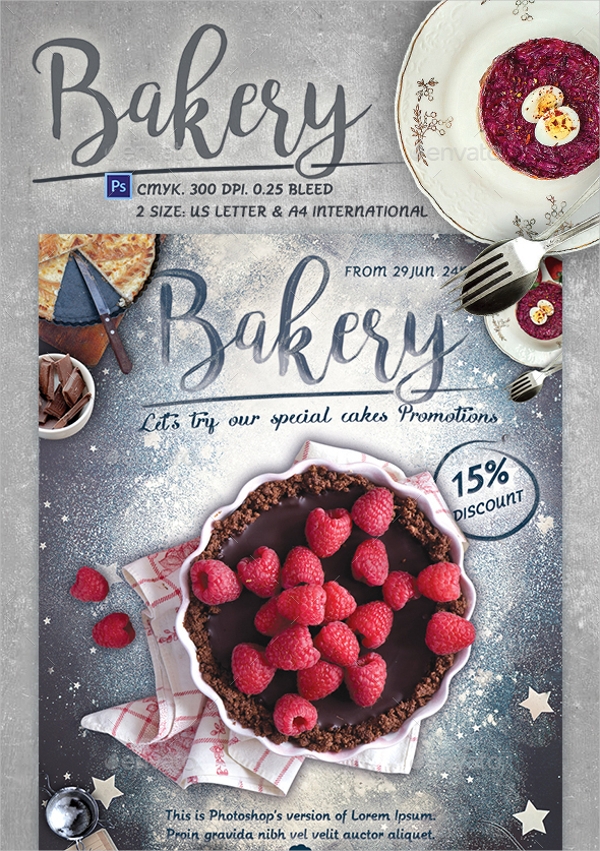 Bakery
Ps CMYK. 300 DPI. 0.25 BLEED
2 SIZE: US LETTER & A4 INTERNATIONAL
FROM 29JUN
Bakery
Let's try our special cakes Promotions
15%
DISCOUNT
This is Photoshop's version of Lorem Ipsum.
Proin gravida nibh vel velit auctor aliquet.
envato